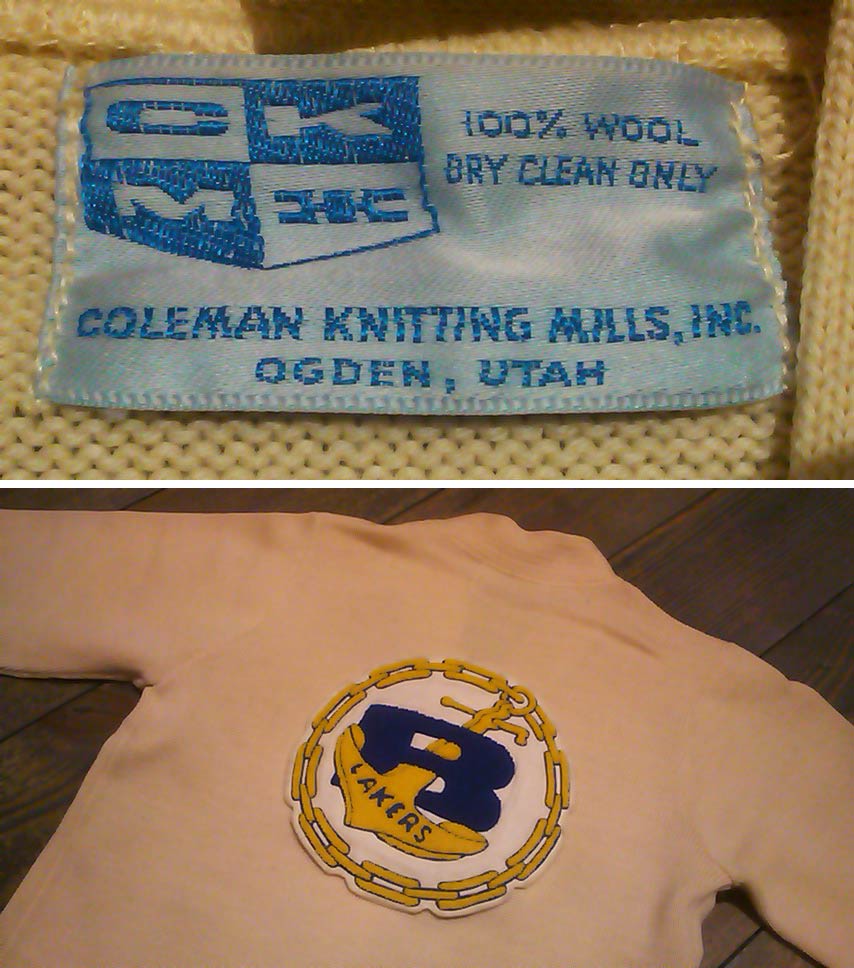 C K
100% WOOL
DRY CLEAN ONLY
M
COLEMAN KNITTING MILLS, INC.
OGDEN, UTAH
B
LAKERS